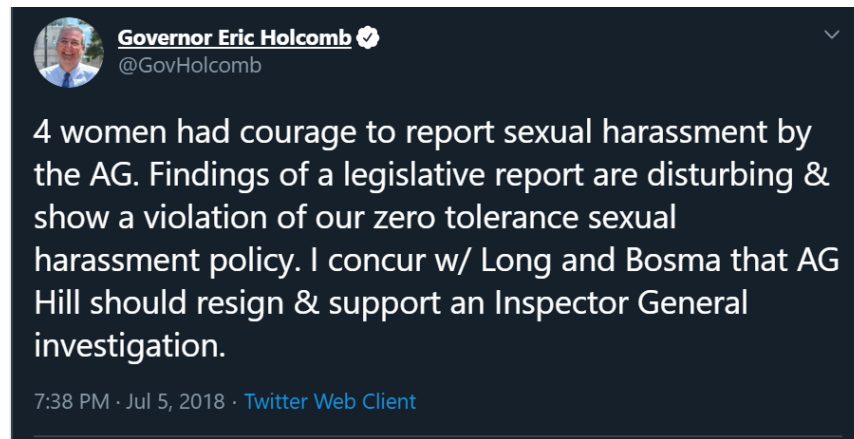 Governor Eric Holcomb
@GovHolcomb
4 women had courage to report sexual harassment by
the AG. Findings of a legislative report are disturbing &
show a violation of our zero tolerance sexual
harassment policy. I concur w/ Long and Bosma that AG
Hill should resign & support an Inspector General
investigation.
7:38 PM · Jul 5, 2018 · Twitter Web Client